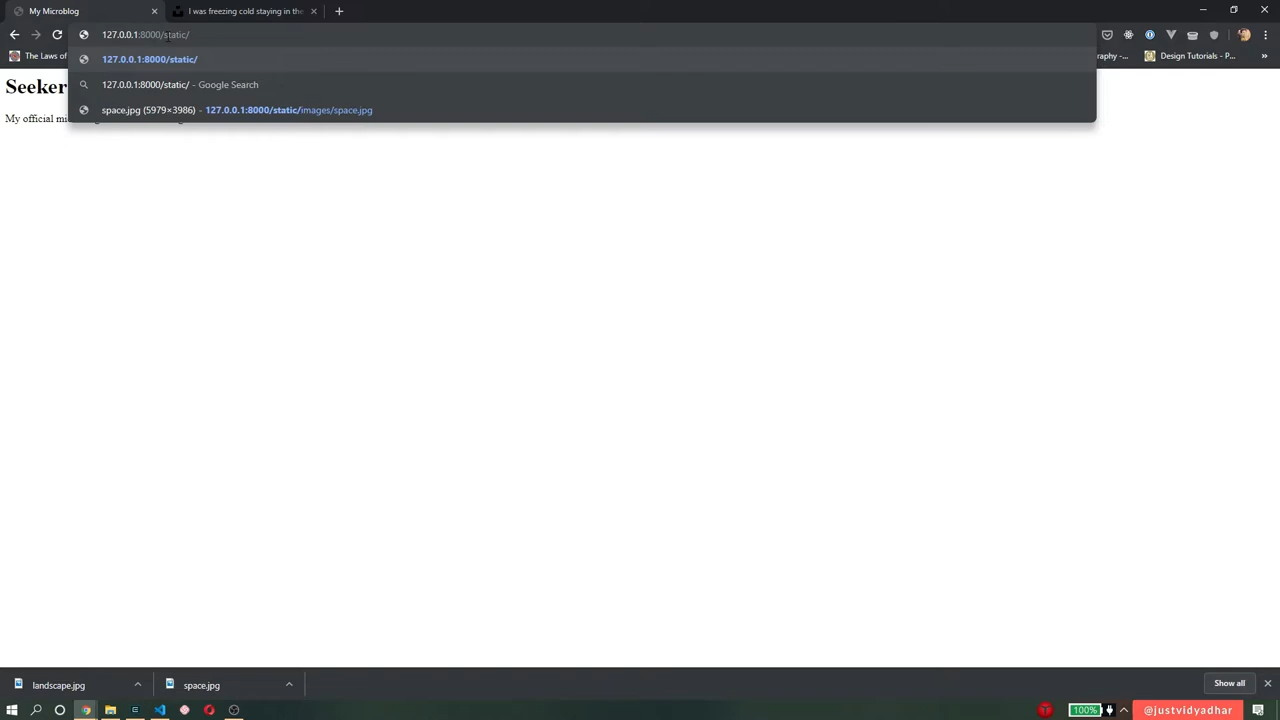 My Microblog
I was freezing cold staying in the
127.0.0.1:8000/static/
The Laws of
127.0.0.1:8000/static/
raphy -...
Design Tutorials - P...
127.0.0.1:8000/static/ - Google Search
Seeker
space.jpg (5979×3986) - 127.0.0.1:8000/static/images/space.jpg
My official mi
landscape.jpg
space.jpg
Show all
100%
@justvidyadhar